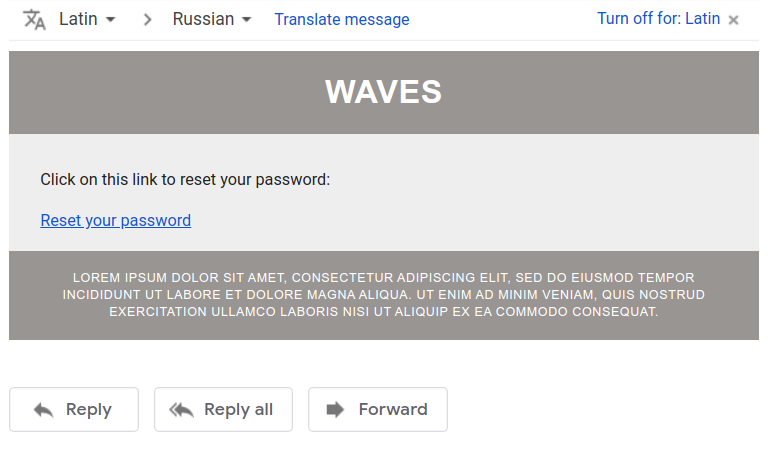 Latin Russian Translate message Turn off for: Latin
WAVES
Click on this link to reset your password:
Reset your password
LOREM IPSUM DOLOR SIT AMET, CONSECTETUR ADIPISCING ELIT, SED DO EIUSMOD TEMPOR
INCIDIDUNT UT LABORE ET DOLORE MAGNA ALIQUA. UT ENIM AD MINIM VENIAM, QUIS NOSTRUD
EXERCITATION ULLAMCO LABORIS NISI UT ALIQUIP EX EA COMMODO CONSEQUAT.
Reply Reply all Forward